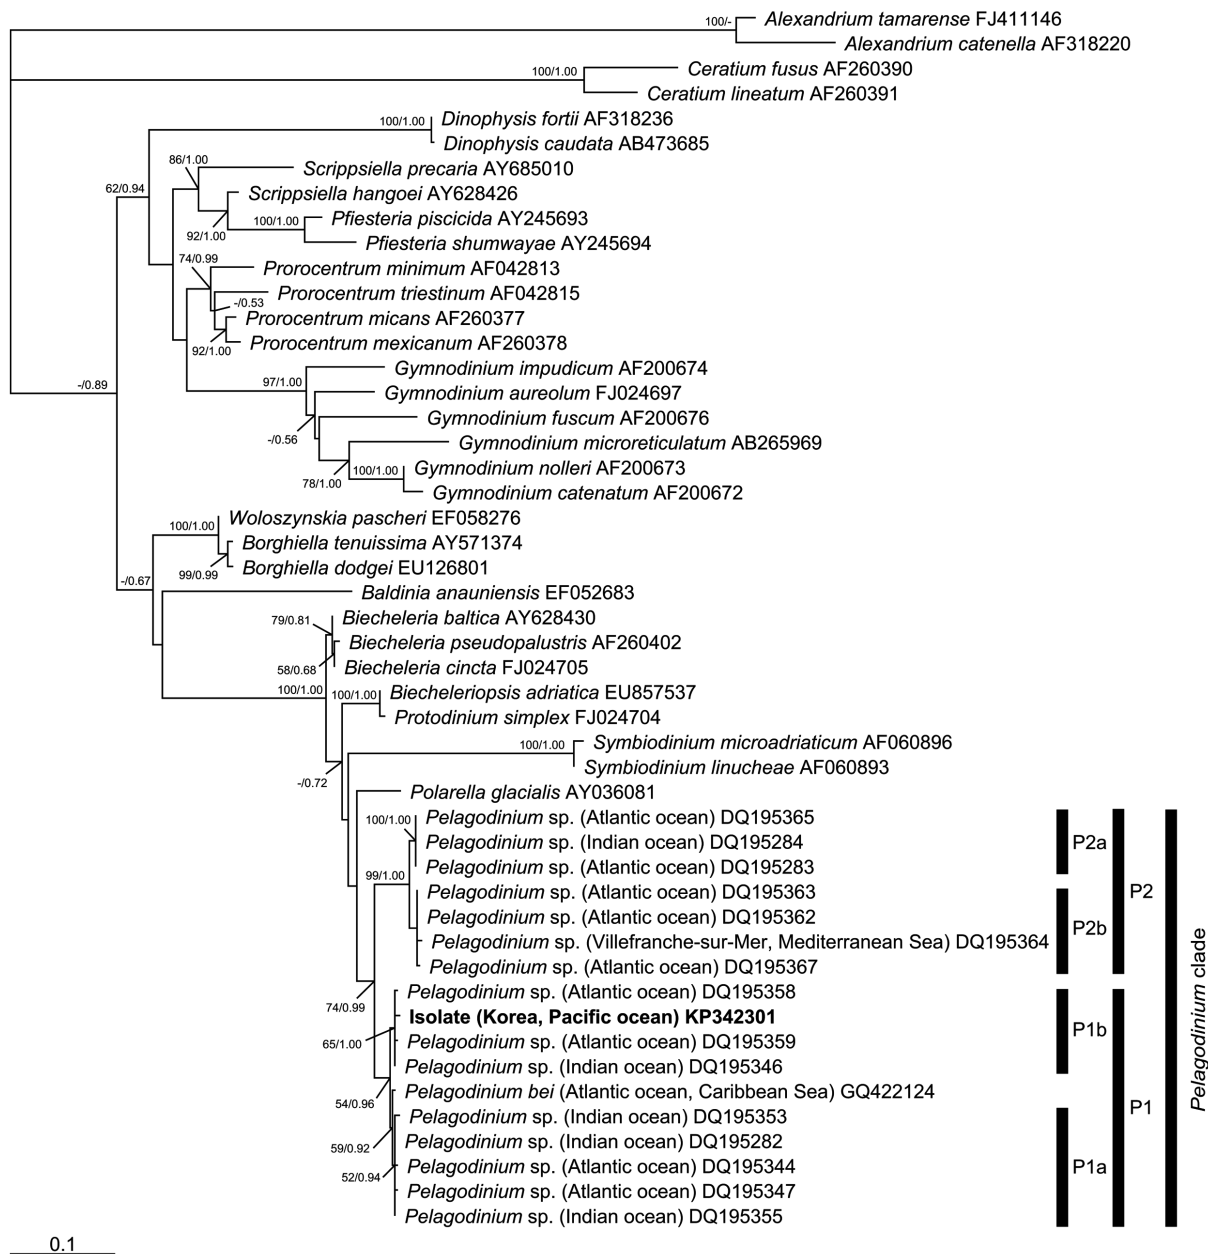 100/-
Alexandrium tamarense FJ411146
Alexandrium catenella AF318220
100/1.00
Ceratium fusus AF260390
Ceratium lineatum AF260391
100/1.00
Dinophysis fortii AF318236
Dinophysis caudata AB473685
86/1.00
Scrippsiella precaria AY685010
62/0.94
Scrippsiella hangoei AY628426
92/1.00
100/1.00
Pfiesteria piscicida AY245693
Pfiesteria shumwayae AY245694
74/0.99
Prorocentrum minimum AF042813
Prorocentrum triestinum AF042815
-/0.53
Prorocentrum micans AF260377
92/1.00
Prorocentrum mexicanum AF260378
Gymnodinium impudicum AF200674
-/0.89
97/1.00
Gymnodinium aureolum FJ024697
Gymnodinium fuscum AF200676
-/0.56
Gymnodinium microreticulatum AB265969
78/1.00
100/1.00
Gymnodinium nolleri AF200673
Gymnodinium catenatum AF200672
100/1.00
Woloszynskia pascheri EF058276
Borghiella tenuissima AY571374
99/0.99
Borghiella dodgei EU126801
-/0.67
Baldinia anauniensis EF052683
79/0.81
Biecheleria baltica AY628430
Biecheleria pseudopalustris AF260402
58/0.68
Biecheleria cincta FJ024705
100/1.00
100/1.00
Biecheleriopsis adriatica EU857537
Protodinium simplex FJ024704
100/1.00
Symbiodinium microadriaticum AF060896
Symbiodinium linucheae AF060893
-/0.72
Polarella glacialis AY036081
100/1.00
Pelagodinium sp. (Atlantic ocean) DQ195365
Pelagodinium sp. (Indian ocean) DQ195284
P2a
Pelagodinium sp. (Atlantic ocean) DQ195283
99/1.00
Pelagodinium sp. (Atlantic ocean) DQ195363
P2
Pelagodinium sp. (Atlantic ocean) DQ195362
P2b
Pelagodinium sp. (Villefranche-sur-Mer, Mediterranean Sea) DQ195364
Pelagodinium sp. (Atlantic ocean) DQ195367
74/0.99
Pelagodinium sp. (Atlantic ocean) DQ195358
Isolate (Korea, Pacific ocean) KP342301
P1b
65/1.00
Pelagodinium sp. (Atlantic ocean) DQ195359
Pelagodinium sp. (Indian ocean) DQ195346
54/0.96
Pelagodinium bei (Atlantic ocean, Caribbean Sea) GQ422124
P1
Pelagodinium sp. (Indian ocean) DQ195353
59/0.92
Pelagodinium sp. (Indian ocean) DQ195282
52/0.94
Pelagodinium sp. (Atlantic ocean) DQ195344
P1a
Pelagodinium sp. (Atlantic ocean) DQ195347
Pelagodinium sp. (Indian ocean) DQ195355
Pelagodinium clade
0.1